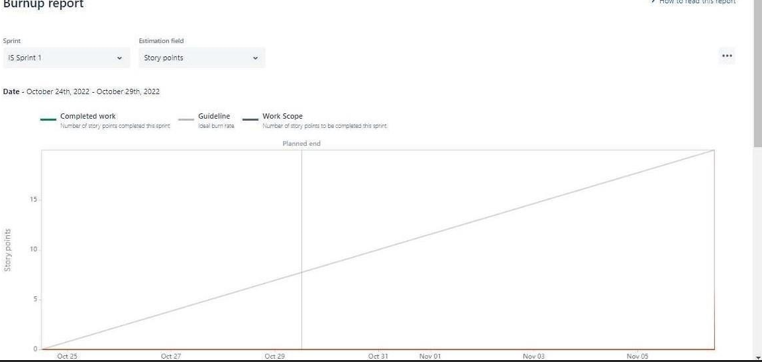 Burnup report
How to read this report
Sprint
Estimation field
IS Sprint 1
Story points
Date - October 24th, 2022 - October 29th, 2022
Completed work
Number of story points completed this sprint
Guideline
Ideal burn rate
Work Scope
Number of story points to be completed this sprint
Planned end
Story points
15
10
5
0
Oct 25
Oct 27
Oct 29
Oct 31
Nov 01
Nov 03
Nov 05